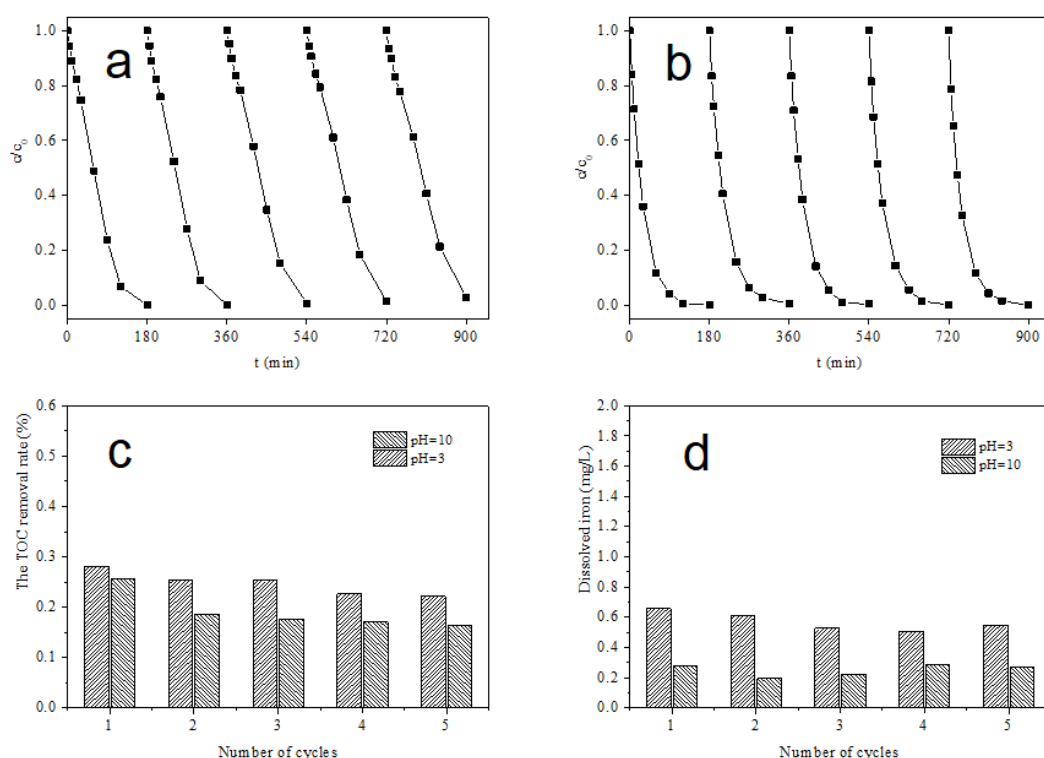 a
1.0
0.8
0.6
0.4
0.2
0.0
c/c0
0 180 360 540 720 900
t (min)
b
1.0
0.8
0.6
0.4
0.2
0.0
c/c0
0 180 360 540 720 900
t (min)
c
pH=10
pH=3
0.6
0.5
0.4
0.3
0.2
0.1
0.0
The TOC removal rate (%)
1 2 3 4 5
Number of cycles
d
pH=3
pH=10
2.0
1.8
1.6
1.4
1.2
1.0
0.8
0.6
0.4
0.2
0.0
Dissolved iron (mg/L)
1 2 3 4 5
Number of cycles